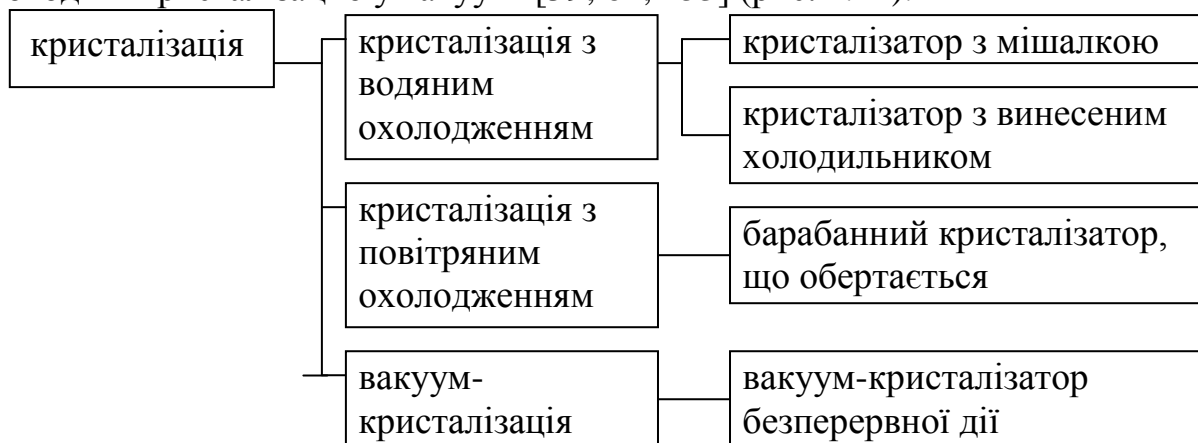 кристалізація
кристалізація з
водяним
охолодженням
кристалізатор з мішалкою
кристалізатор з винесеним
холодильником
кристалізація з
повітряним
охолодженням
барабанний кристалізатор,
що обертається
вакуум-
кристалізація
вакуум-кристалізатор
безперервної дії